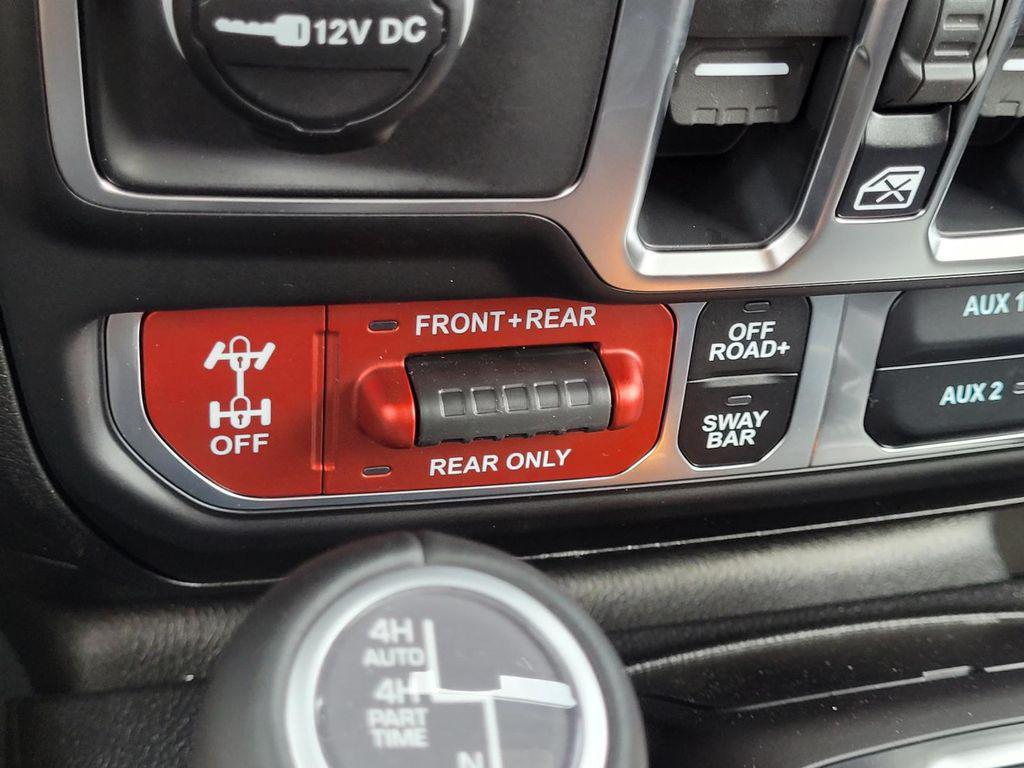 12V DC
FRONT+REAR
OFF
REAR ONLY
OFF
ROAD+
SWAY
BAR
AUX 1
AUX 2
4H
AUTO
4H
PART
TIME
N